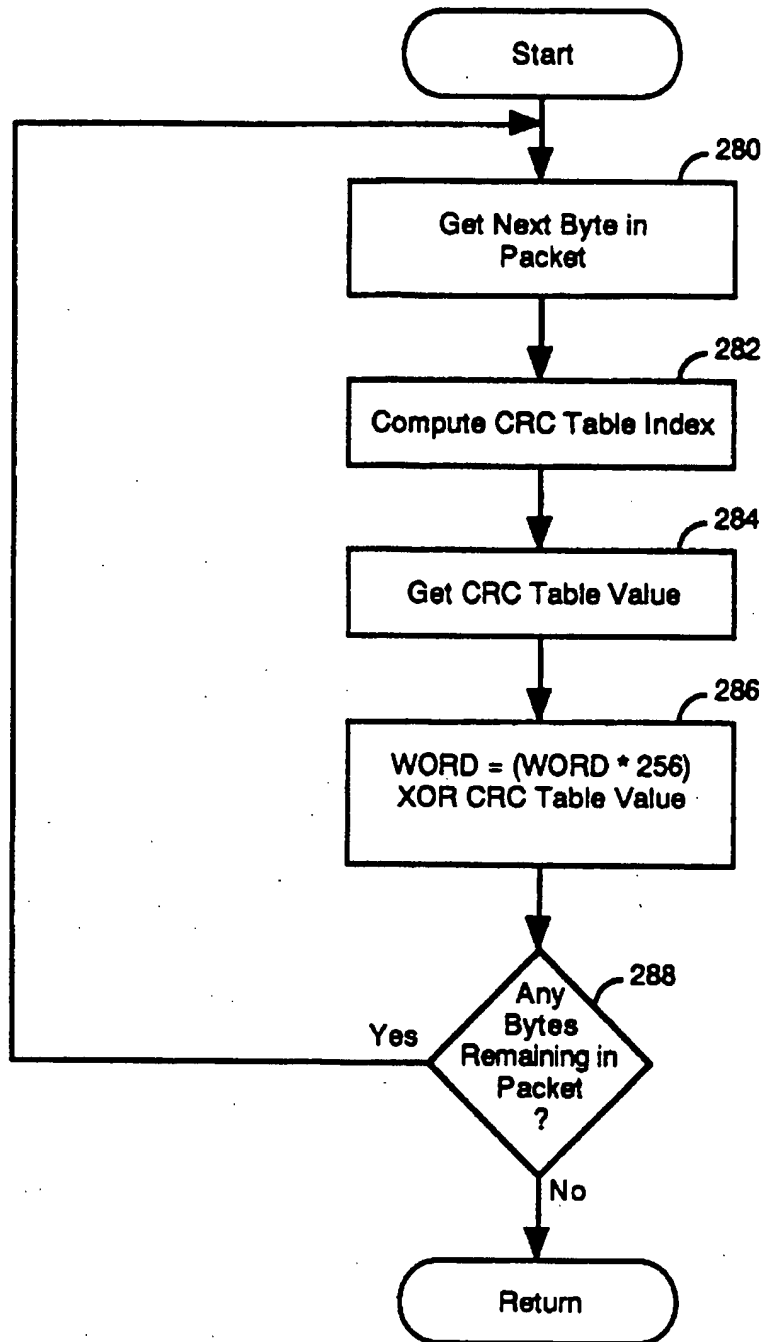 Start
280
Get Next Byte in
Packet
282
Compute CRC Table Index
284
Get CRC Table Value
286
WORD = (WORD * 256)
XOR CRC Table Value
288
Any
Bytes
Remaining in
Packet
?
Yes
No
Return